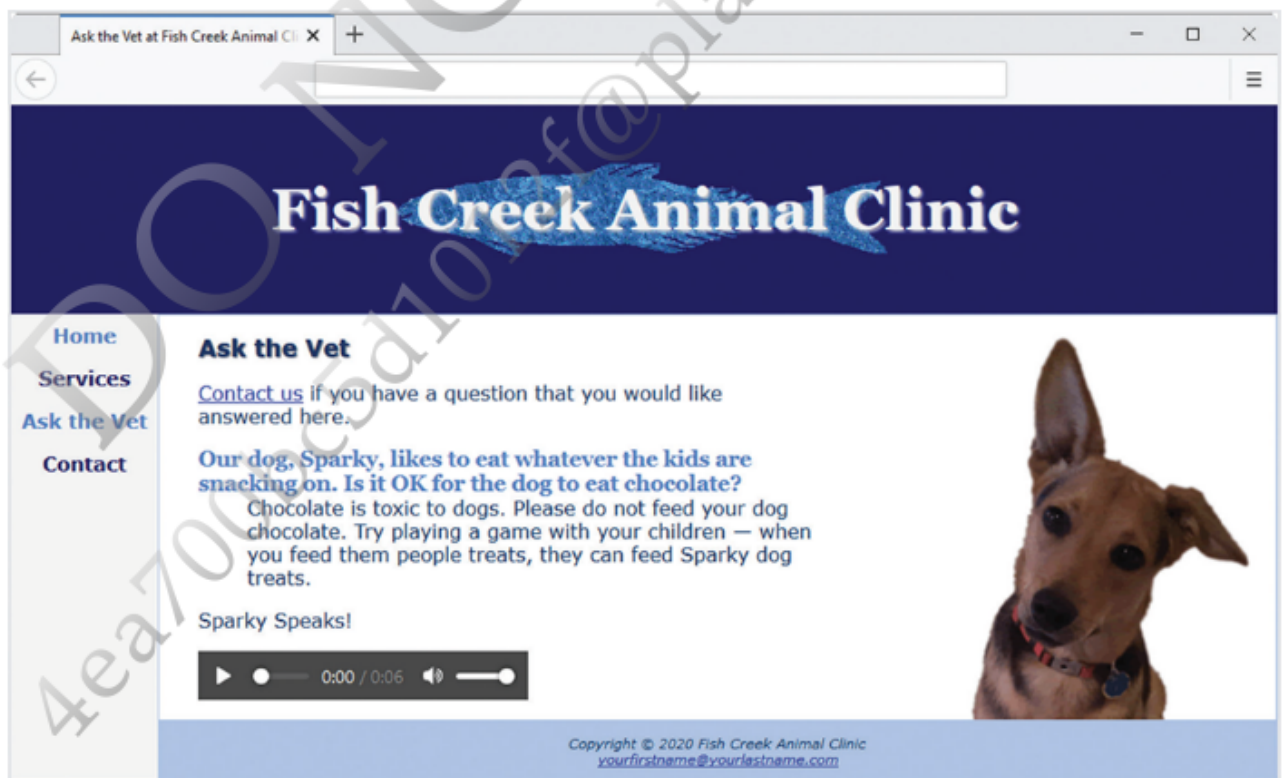 Ask the Vet at Fish Creek Animal Cli
Fish Creek Animal Clinic
Home
Services
Ask the Vet
Contact
Ask the Vet
Contact us if you have a question that you would like
answered here.
Our dog, Sparky, likes to eat whatever the kids are
snacking on. Is it OK for the dog to eat chocolate?
Chocolate is toxic to dogs. Please do not feed your dog
chocolate. Try playing a game with your children — when
you feed them people treats, they can feed Sparky dog
treats.
Sparky Speaks!
0:00 / 0:06
Copyright © 2020 Fish Creek Animal Clinic
yourfirstname@yourlastname.com
DO NO